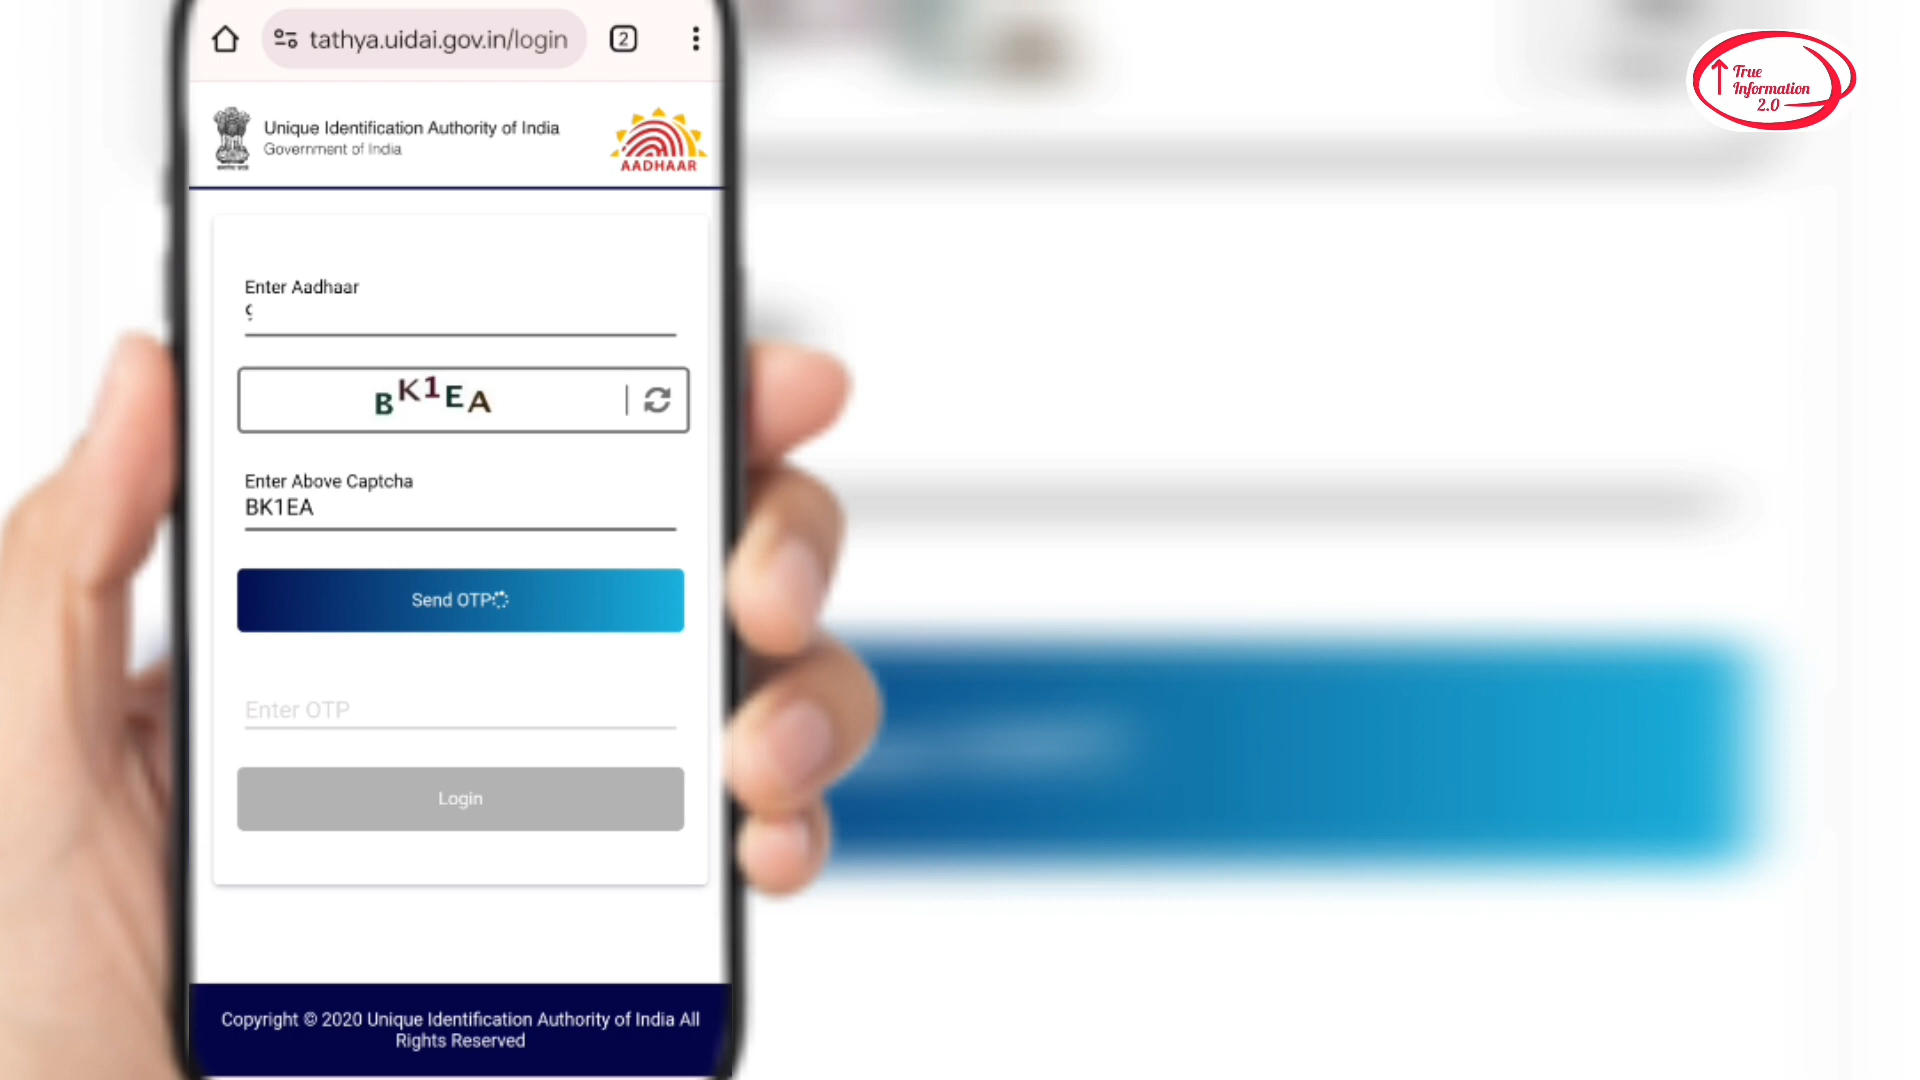 tathya.uidai.gov.in/login
2
Unique Identification Authority of India
Government of India
AADHAAR
Enter Aadhaar
BK1EA
Enter Above Captcha
BK1EA
Send OTP
Enter OTP
Login
Copyright © 2020 Unique Identification Authority of India All
Rights Reserved
True
Information
2.0